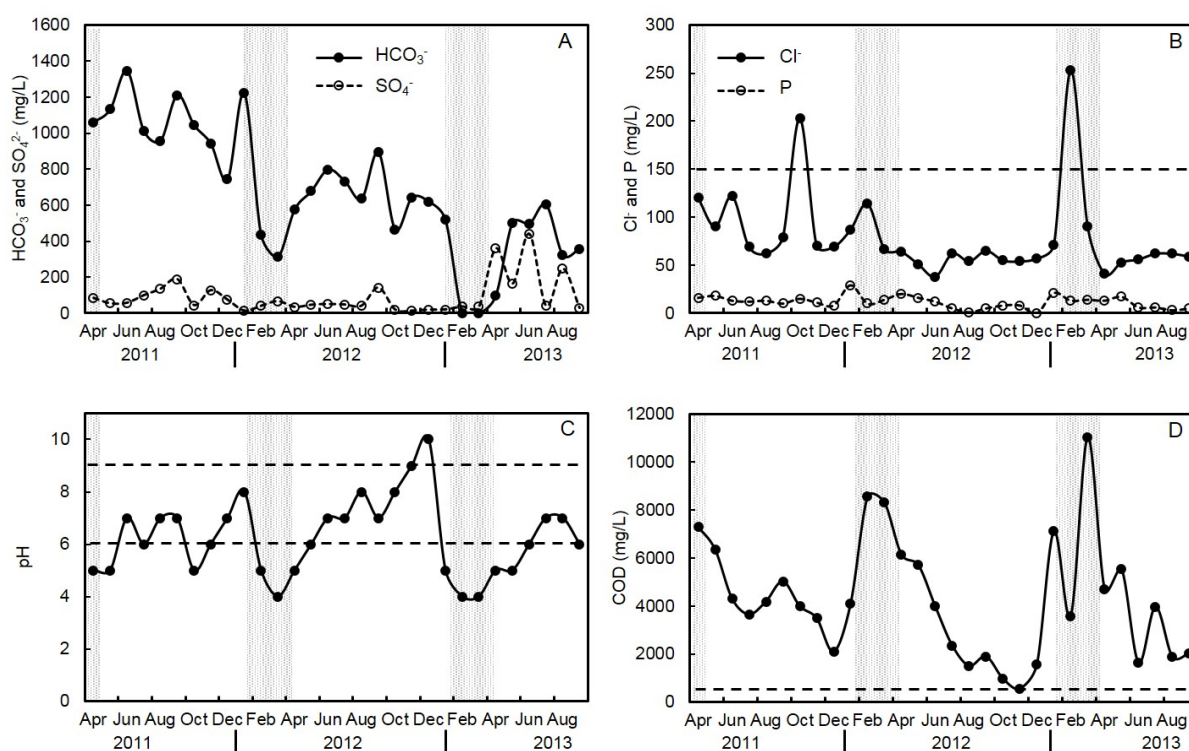 A
HCO₃⁻
SO₄⁻
HCO₃⁻ and SO₄²⁻ (mg/L)
1600
1400
1200
1000
800
600
400
200
0
Apr Jun Aug Oct Dec Feb Apr Jun Aug Oct Dec Feb Apr Jun Aug
2011 2012 2013
B
Cl⁻
P
Cl⁻ and P (mg/L)
300
250
200
150
100
50
0
Apr Jun Aug Oct Dec Feb Apr Jun Aug Oct Dec Feb Apr Jun Aug
2011 2012 2013
C
pH
10
8
6
4
2
0
Apr Jun Aug Oct Dec Feb Apr Jun Aug Oct Dec Feb Apr Jun Aug
2011 2012 2013
D
COD (mg/L)
12000
10000
8000
6000
4000
2000
0
Apr Jun Aug Oct Dec Feb Apr Jun Aug Oct Dec Feb Apr Jun Aug
2011 2012 2013